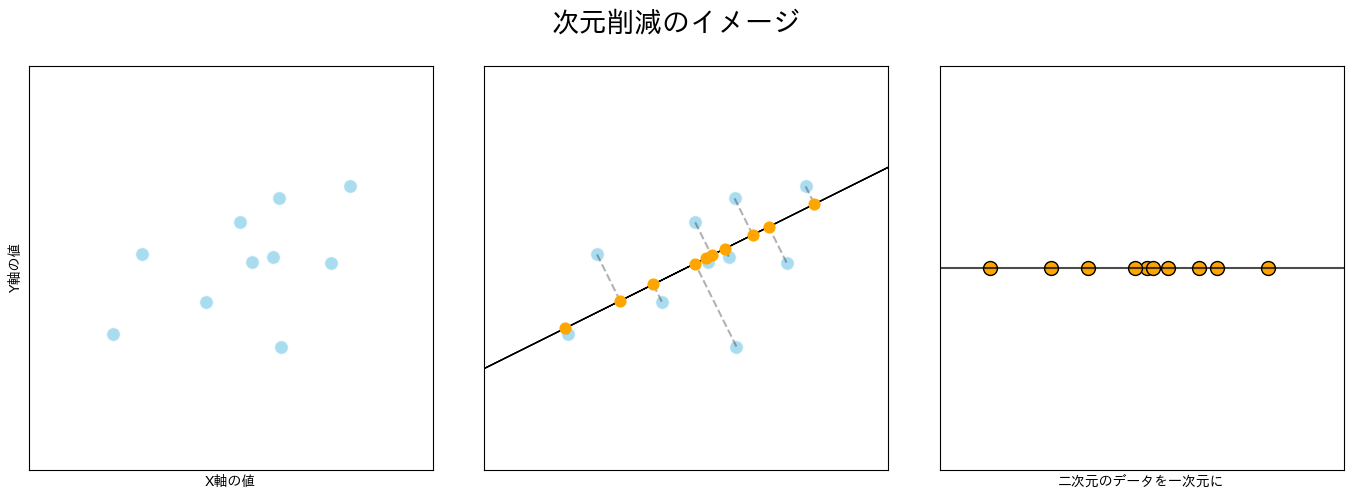 次元削減のイメージ
Y軸の値
X軸の値
二次元のデータを一次元に